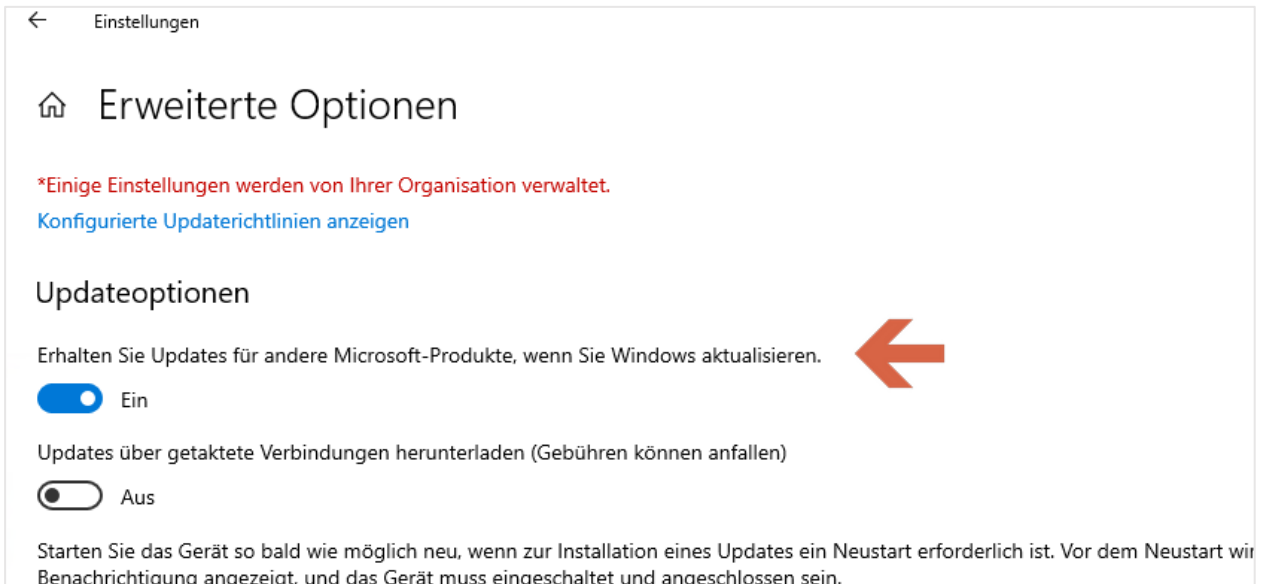 Einstellungen
Erweiterte Optionen
*Einige Einstellungen werden von Ihrer Organisation verwaltet.
Konfigurierte Updaterichtlinien anzeigen
Updateoptionen
Erhalten Sie Updates für andere Microsoft-Produkte, wenn Sie Windows aktualisieren.
Ein
Updates über getaktete Verbindungen herunterladen (Gebühren können anfallen)
Aus
Starten Sie das Gerät so bald wie möglich neu, wenn zur Installation eines Updates ein Neustart erforderlich ist. Vor dem Neustart
Benachrichtigung angezeigt, und das Gerät muss eingeschaltet und angeschlossen sein.